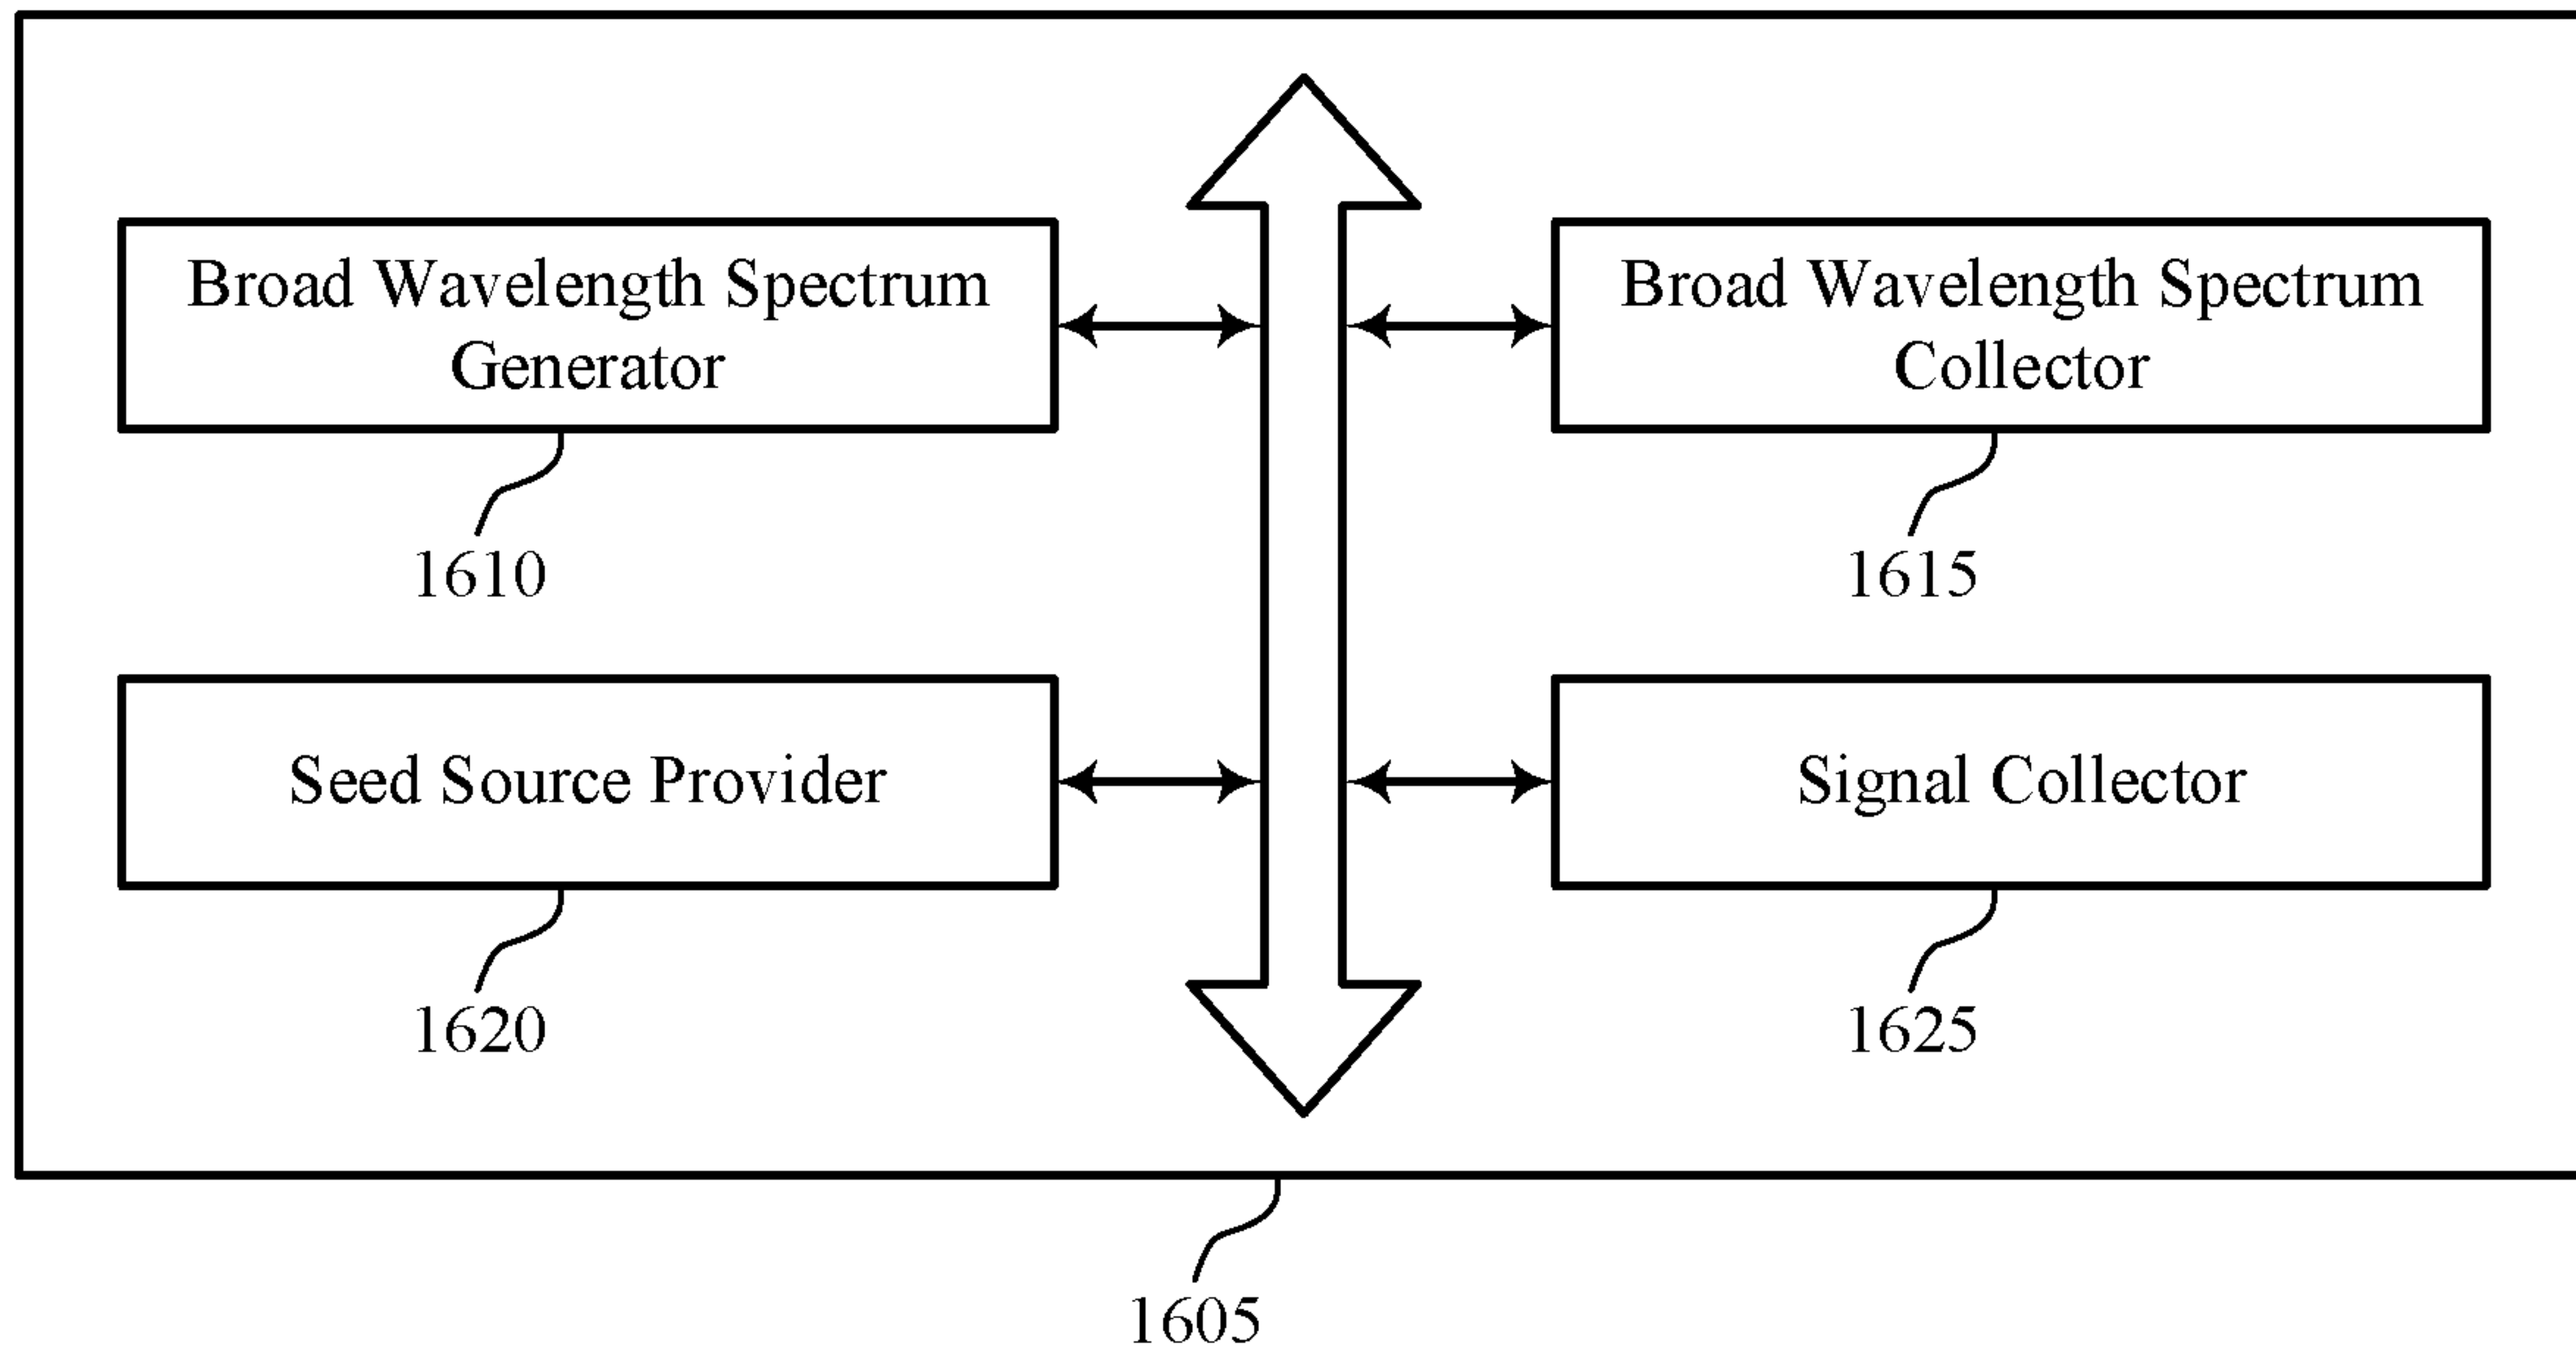 Broad Wavelength Spectrum
Generator
1610
Broad Wavelength Spectrum
Collector
1615
Seed Source Provider
1620
Signal Collector
1625
1605